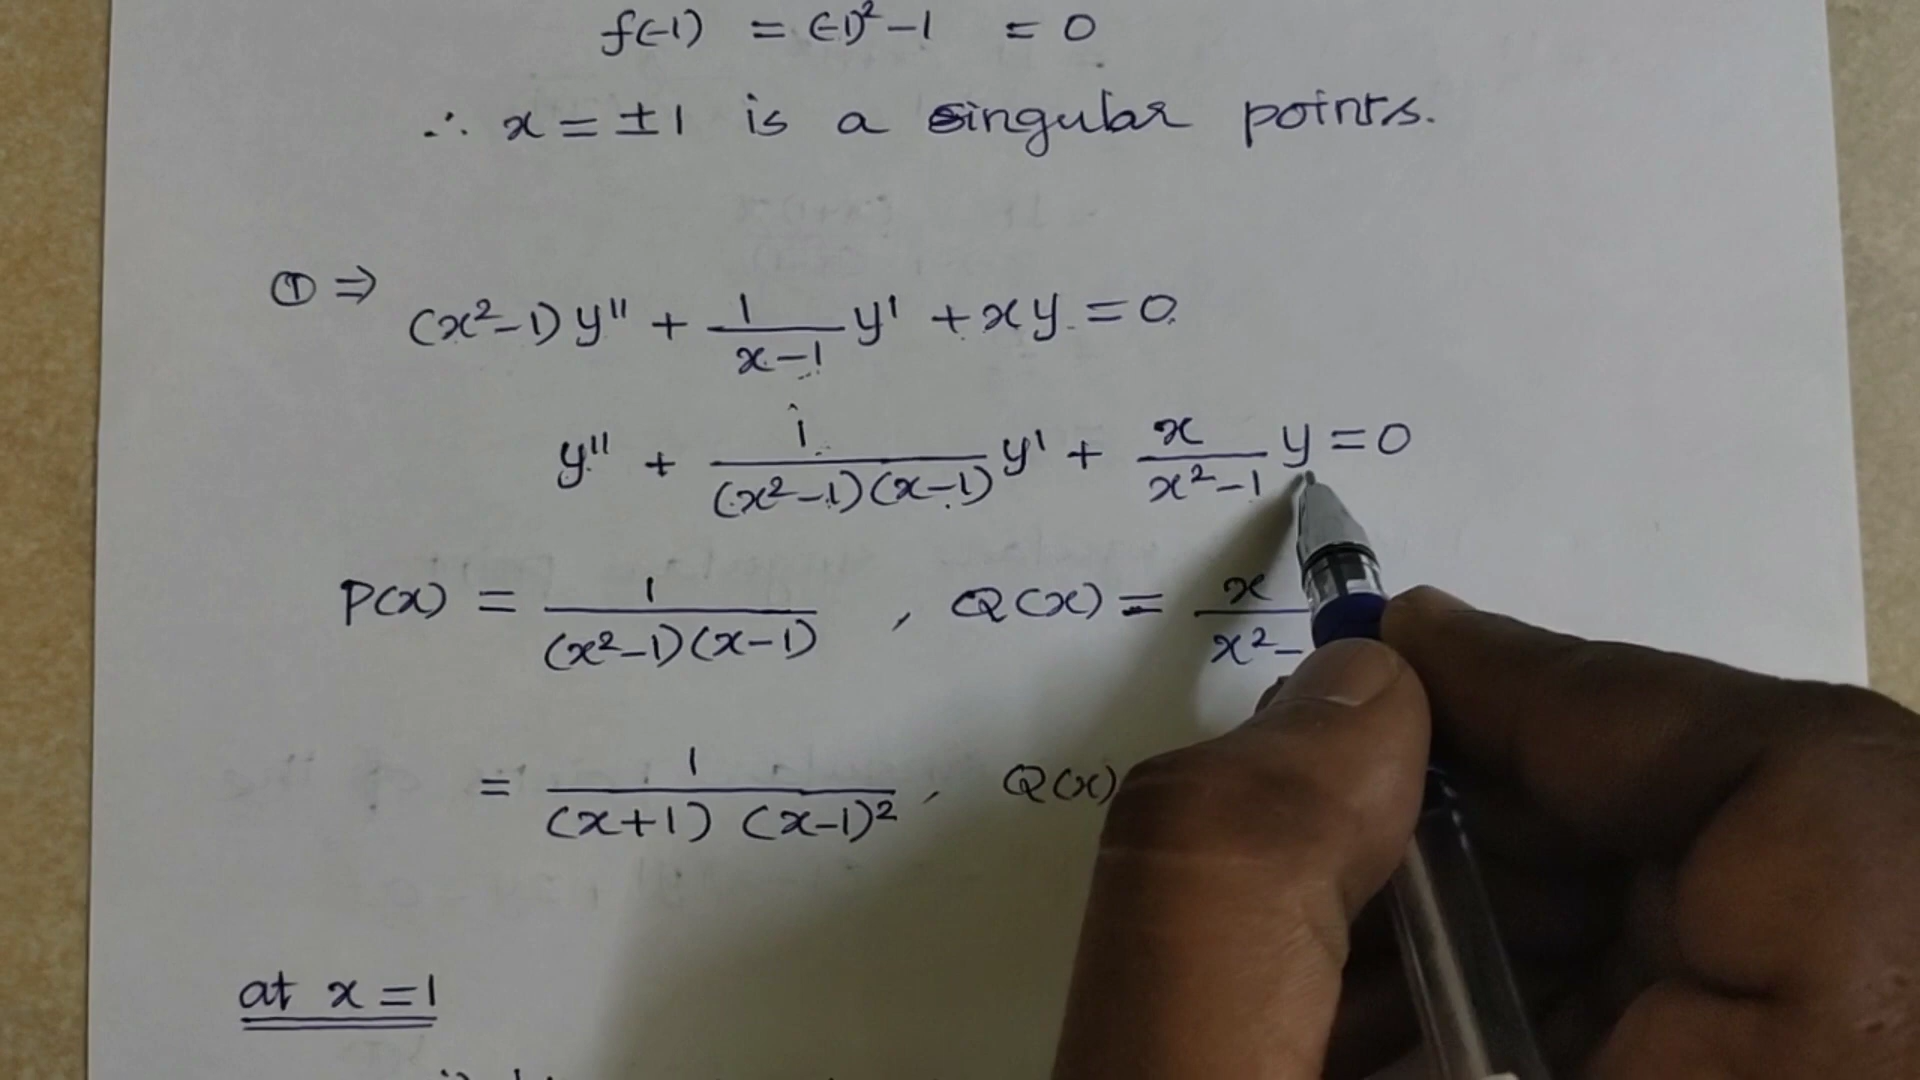 f(-1) = (-1)²-1 = 0
∴ x = ±1 is a singular points.
① ⇒ (x²-1)y'' + 1/(x-1) y' + xy = 0
y'' + 1/((x²-1)(x-1)) y' + x/(x²-1) y = 0
P(x) = 1/((x²-1)(x-1)) , Q(x) = x/(x²-
= 1/((x+1) (x-1)²) , Q(x)
at x = 1